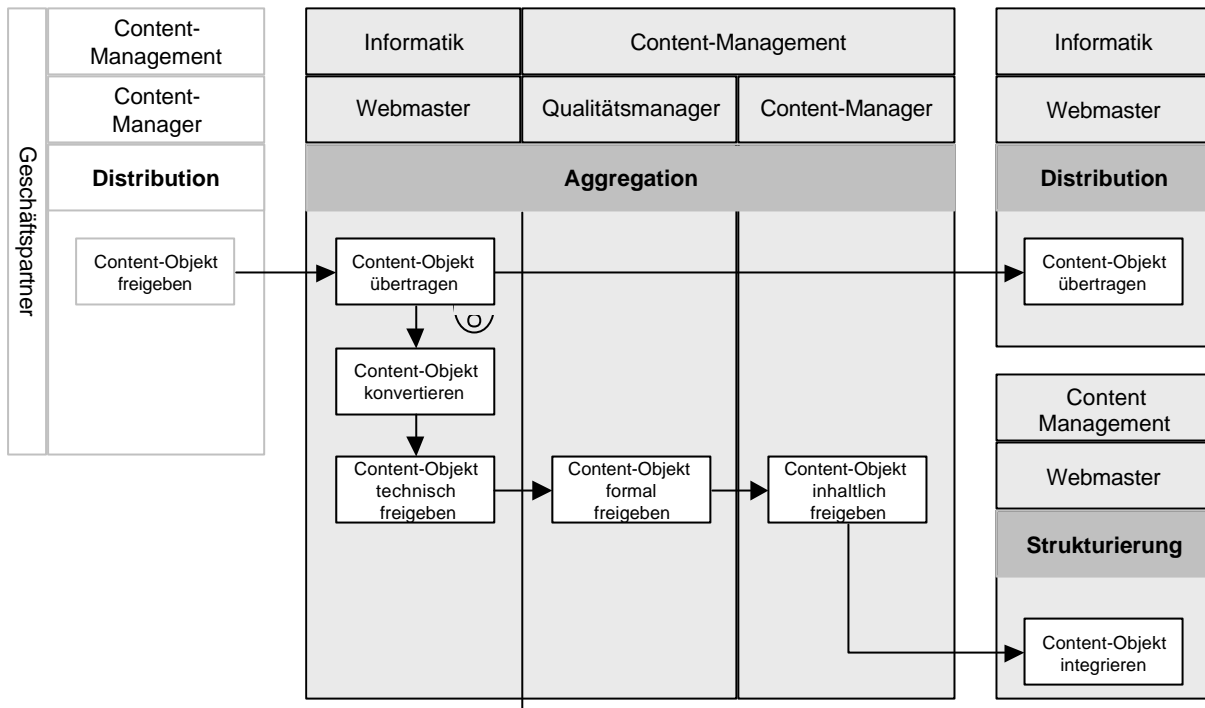 Geschäftspartner
Content-
Management
Content-
Manager
Distribution
Content-Objekt
freigeben
Informatik
Content-Management
Webmaster
Qualitätsmanager
Content-Manager
Aggregation
Content-Objekt
übertragen
Content-Objekt
konvertieren
Content-Objekt
technisch
freigeben
Content-Objekt
formal
freigeben
Content-Objekt
inhaltlich
freigeben
Informatik
Webmaster
Distribution
Content-Objekt
übertragen
Content
Management
Webmaster
Strukturierung
Content-Objekt
integrieren